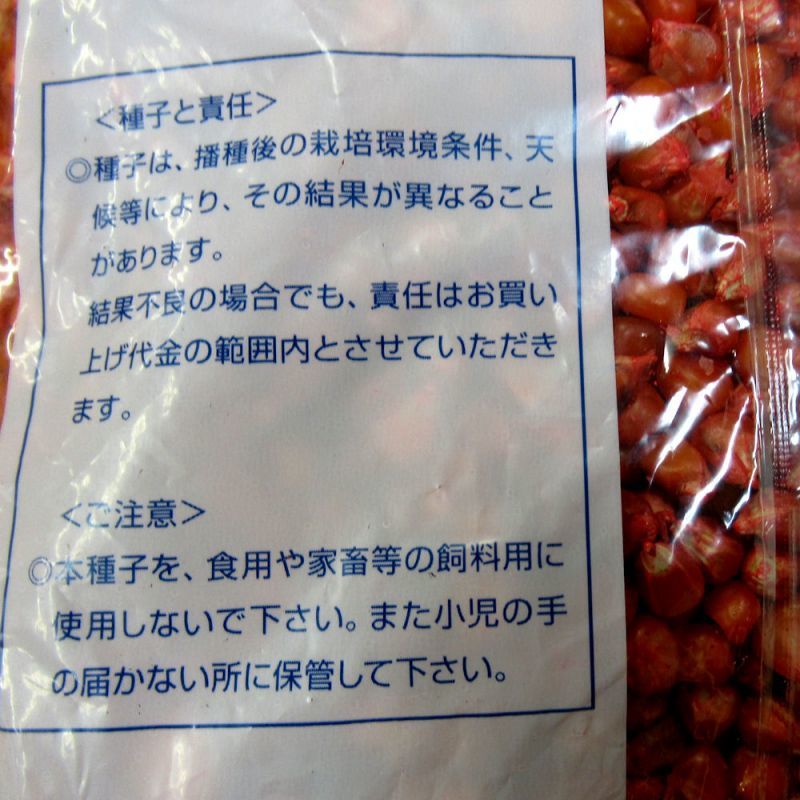 ＜種子と責任＞
◎種子は、播種後の栽培環境条件、天
候等により、その結果が異なること
があります。
結果不良の場合でも、責任はお買い
上げ代金の範囲内とさせていただき
ます。
＜ご注意＞
◎本種子を、食用や家畜等の飼料用に
使用しないで下さい。また小児の手
の届かない所に保管して下さい。